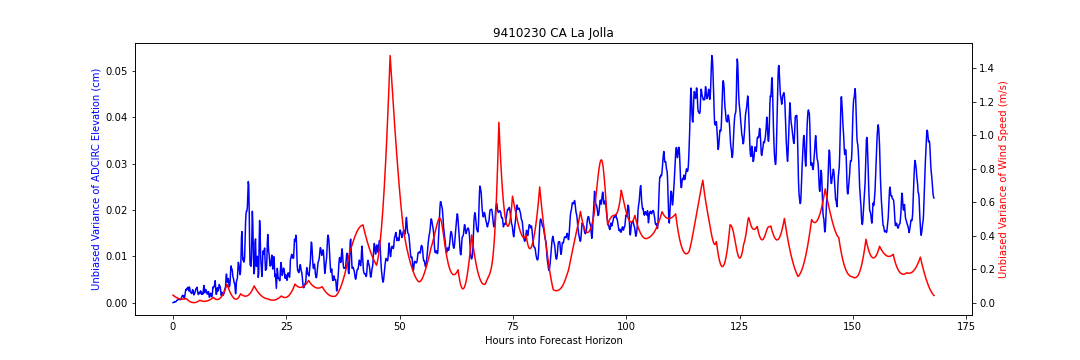 9410230 CA La Jolla
Unbiased Variance of ADCIRC Elevation (cm)
0.05
0.04
0.03
0.02
0.01
0.00
1.4
1.2
1.0
0.8
0.6
0.4
0.2
0.0
Unbiased Variance of Wind Speed (m/s)
0 25 50 75 100 125 150 175
Hours into Forecast Horizon